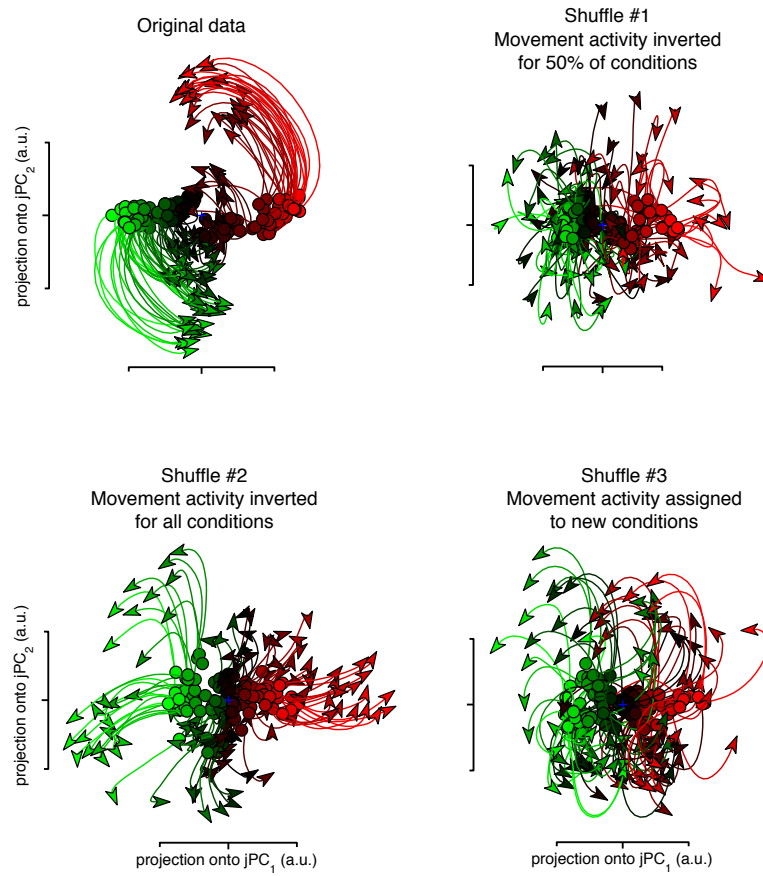 Original data
Shuffle #1
Movement activity inverted
for 50% of conditions
projection onto jPC2 (a.u.)
Shuffle #2
Movement activity inverted
for all conditions
Shuffle #3
Movement activity assigned
to new conditions
projection onto jPC2 (a.u.)
projection onto jPC1 (a.u.)
projection onto jPC1 (a.u.)